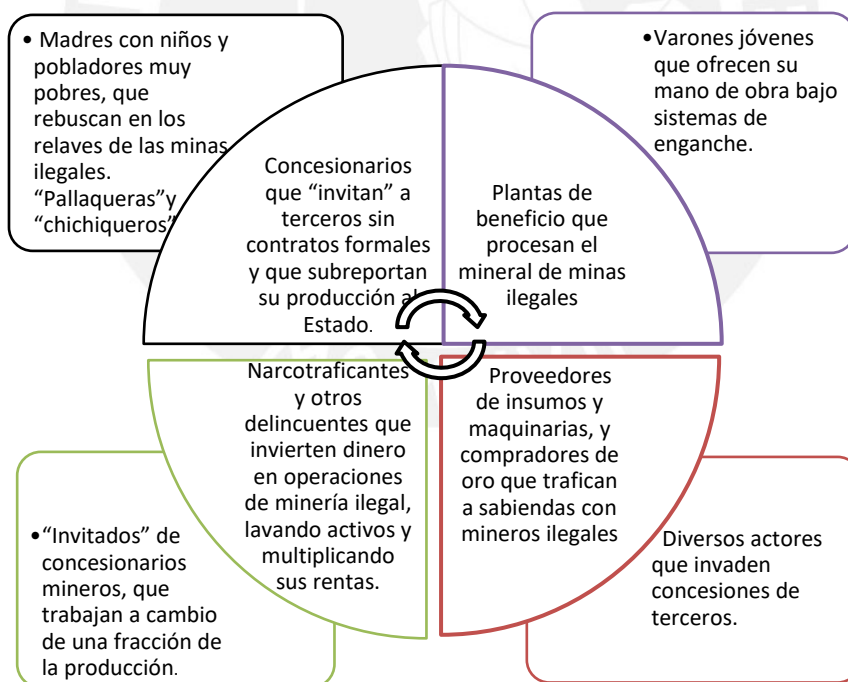 • Madres con niños y
pobladores muy
pobres, que
rebuscan en los
relaves de las minas
ilegales.
“Pallaqueras”y
“chichiqueros”
•Varones jóvenes
que ofrecen su
mano de obra bajo
sistemas de
enganche.
Concesionarios
que “invitan” a
terceros sin
contratos formales
y que subreportan
su producción al
Estado.
Plantas de
beneficio que
procesan el
mineral de minas
ilegales
Narcotraficantes
y otros
delincuentes que
invierten dinero
en operaciones
de minería ilegal,
lavando activos y
multiplicando
sus rentas.
Proveedores
de insumos y
maquinarias, y
compradores de
oro que trafican
a sabiendas con
mineros ilegales
•“Invitados” de
concesionarios
mineros, que
trabajan a cambio
de una fracción de
la producción.
Diversos actores
que invaden
concesiones de
terceros.